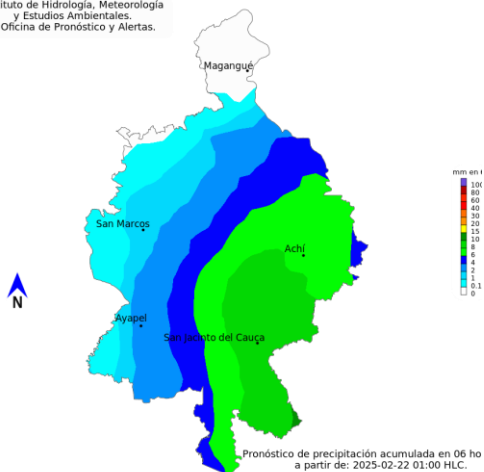 ituto de Hidrología, Meteorología
y Estudios Ambientales.
Oficina de Pronóstico y Alertas.
Magangué
San Marcos
Achí
Ayapel
San Jacinto del Cauca
N
mm en 6
100
80
60
40
30
20
15
10
8
6
4
2
1
0.1
0
Pronóstico de precipitación acumulada en 06 ho
a partir de: 2025-02-22 01:00 HLC.